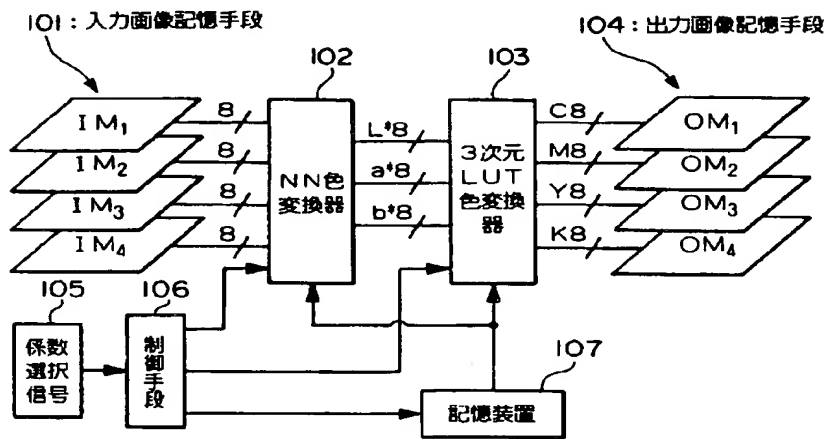 101：入力画像記憶手段
104：出力画像記憶手段
102
103
IM1
IM2
IM3
IM4
8
8
8
8
NN色
変換器
L*8
a*8
b*8
3次元
LUT
色変換
器
C8
M8
Y8
K8
OM1
OM2
OM3
OM4
105
106
係数
選択
信号
制御手段
107
記憶装置